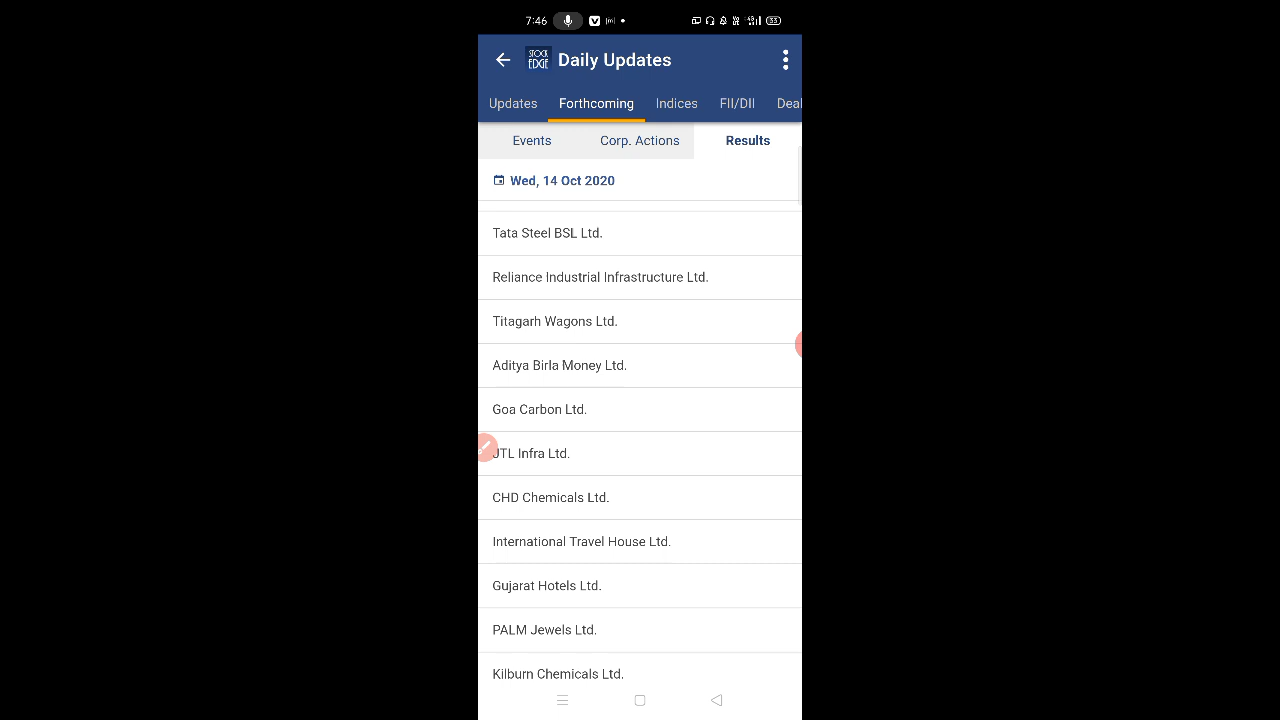 7:46
STOCK EDGE Daily Updates
Updates Forthcoming Indices FII/DII Deal
Events Corp. Actions Results
Wed, 14 Oct 2020
Tata Steel BSL Ltd.
Reliance Industrial Infrastructure Ltd.
Titagarh Wagons Ltd.
Aditya Birla Money Ltd.
Goa Carbon Ltd.
JTL Infra Ltd.
CHD Chemicals Ltd.
International Travel House Ltd.
Gujarat Hotels Ltd.
PALM Jewels Ltd.
Kilburn Chemicals Ltd.